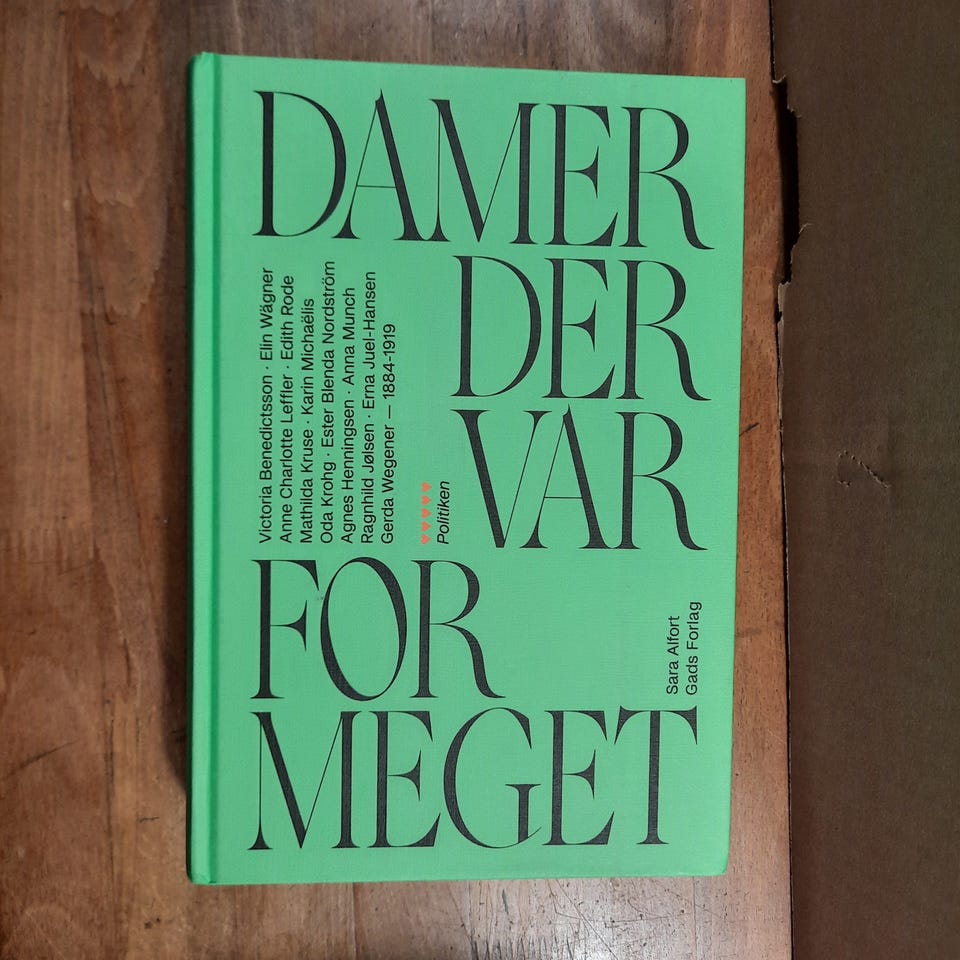 DAMER
DER
VAR
FOR
MEGET
Victoria Benedictsson · Elin Wägner
Anne Charlotte Leffler · Edith Rode
Mathilda Kruse · Karin Michaëlis
Oda Krohg · Ester Blenda Nordström
Agnes Henningsen · Anna Munch
Ragnhild Jølsen · Erna Juel-Hansen
Gerda Wegener — 1884-1919
♥♥♥♥♥
Politiken
Sara Alfort
Gads Forlag